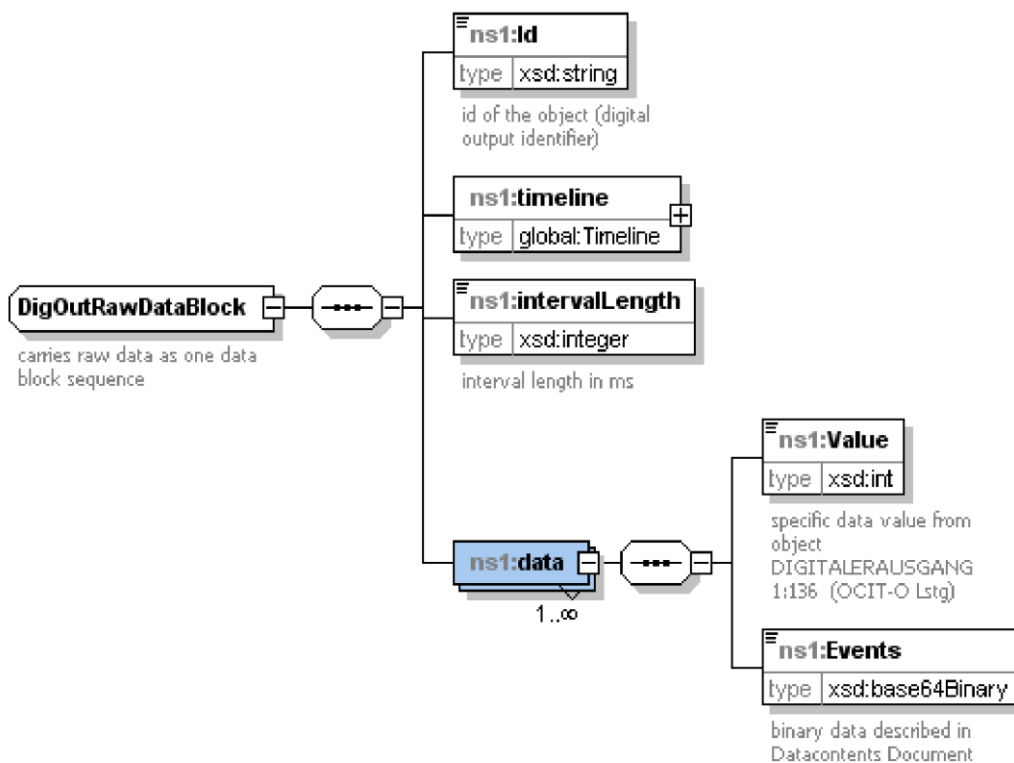 ns1:Id
type xsd:string
id of the object (digital
output identifier)
ns1:timeline
type global:Timeline
DigOutRawDataBlock
carries raw data as one data
block sequence
ns1:intervalLength
type xsd:integer
interval length in ms
ns1:data
1..∞
ns1:Value
type xsd:int
specific data value from
object
DIGITALERAUSGANG
1:136 (OCIT-O Lstg)
ns1:Events
type xsd:base64Binary
binary data described in
Datacontents Document